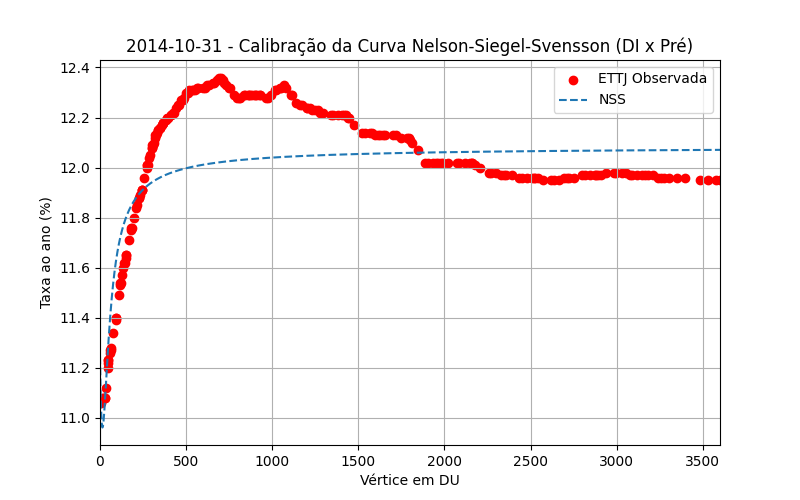 2014-10-31 - Calibração da Curva Nelson-Siegel-Svensson (DI x Pré)
ETTJ Observada
NSS
12.4
12.2
12.0
11.8
11.6
11.4
11.2
11.0
Taxa ao ano (%)
0 500 1000 1500 2000 2500 3000 3500
Vértice em DU